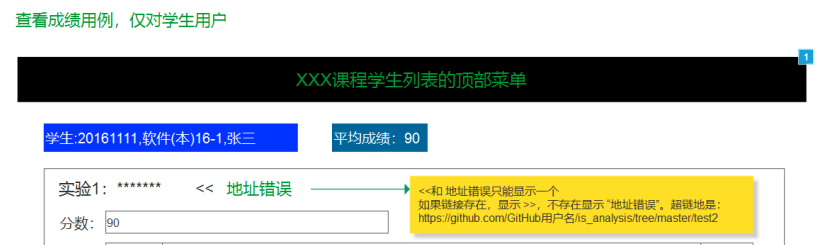 查看成绩用例，仅对学生用户
1
XXX课程学生列表的顶部菜单
学生:20161111,软件(本)16-1,张三
平均成绩：90
实验1：******* << 地址错误
<<和 地址错误只能显示一个
如果链接存在，显示 >>，不存在显示 “地址错误”。超链地是：
https://github.com/GitHub用户名/is_analysis/tree/master/test2
分数： 90